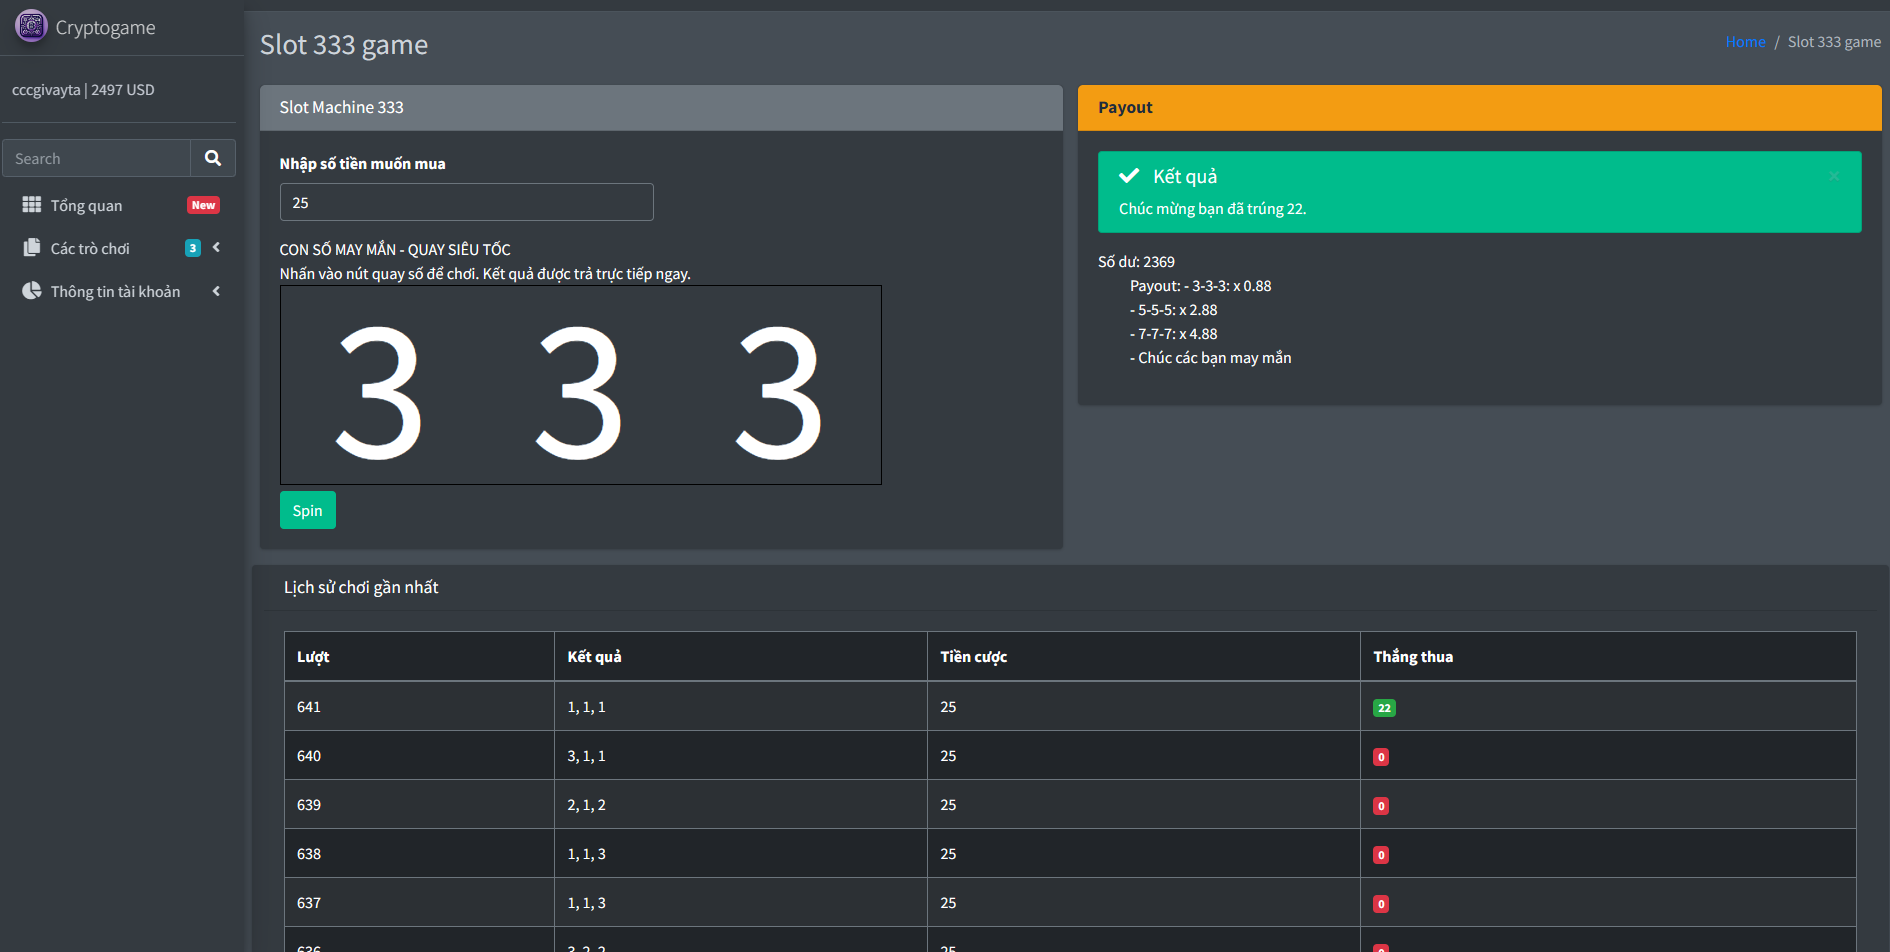 Cryptogame
cccgivayta | 2497 USD
Search
Tổng quan New
Các trò chơi 3
Thông tin tài khoản
Slot 333 game
Home / Slot 333 game
Slot Machine 333
Nhập số tiền muốn mua
25
CON SỐ MAY MẮN - QUAY SIÊU TỐC
Nhấn vào nút quay số để chơi. Kết quả được trả trực tiếp ngay.
3 3 3
Spin
Payout
Kết quả
×
Chúc mừng bạn đã trúng 22.
Số dư: 2369
Payout: - 3-3-3: x 0.88
- 5-5-5: x 2.88
- 7-7-7: x 4.88
- Chúc các bạn may mắn
Lịch sử chơi gần nhất
Lượt Kết quả Tiền cược Thắng thua
641 1, 1, 1 25 22
640 3, 1, 1 25 0
639 2, 1, 2 25 0
638 1, 1, 3 25 0
637 1, 1, 3 25 0
636 3, 2, 2 25